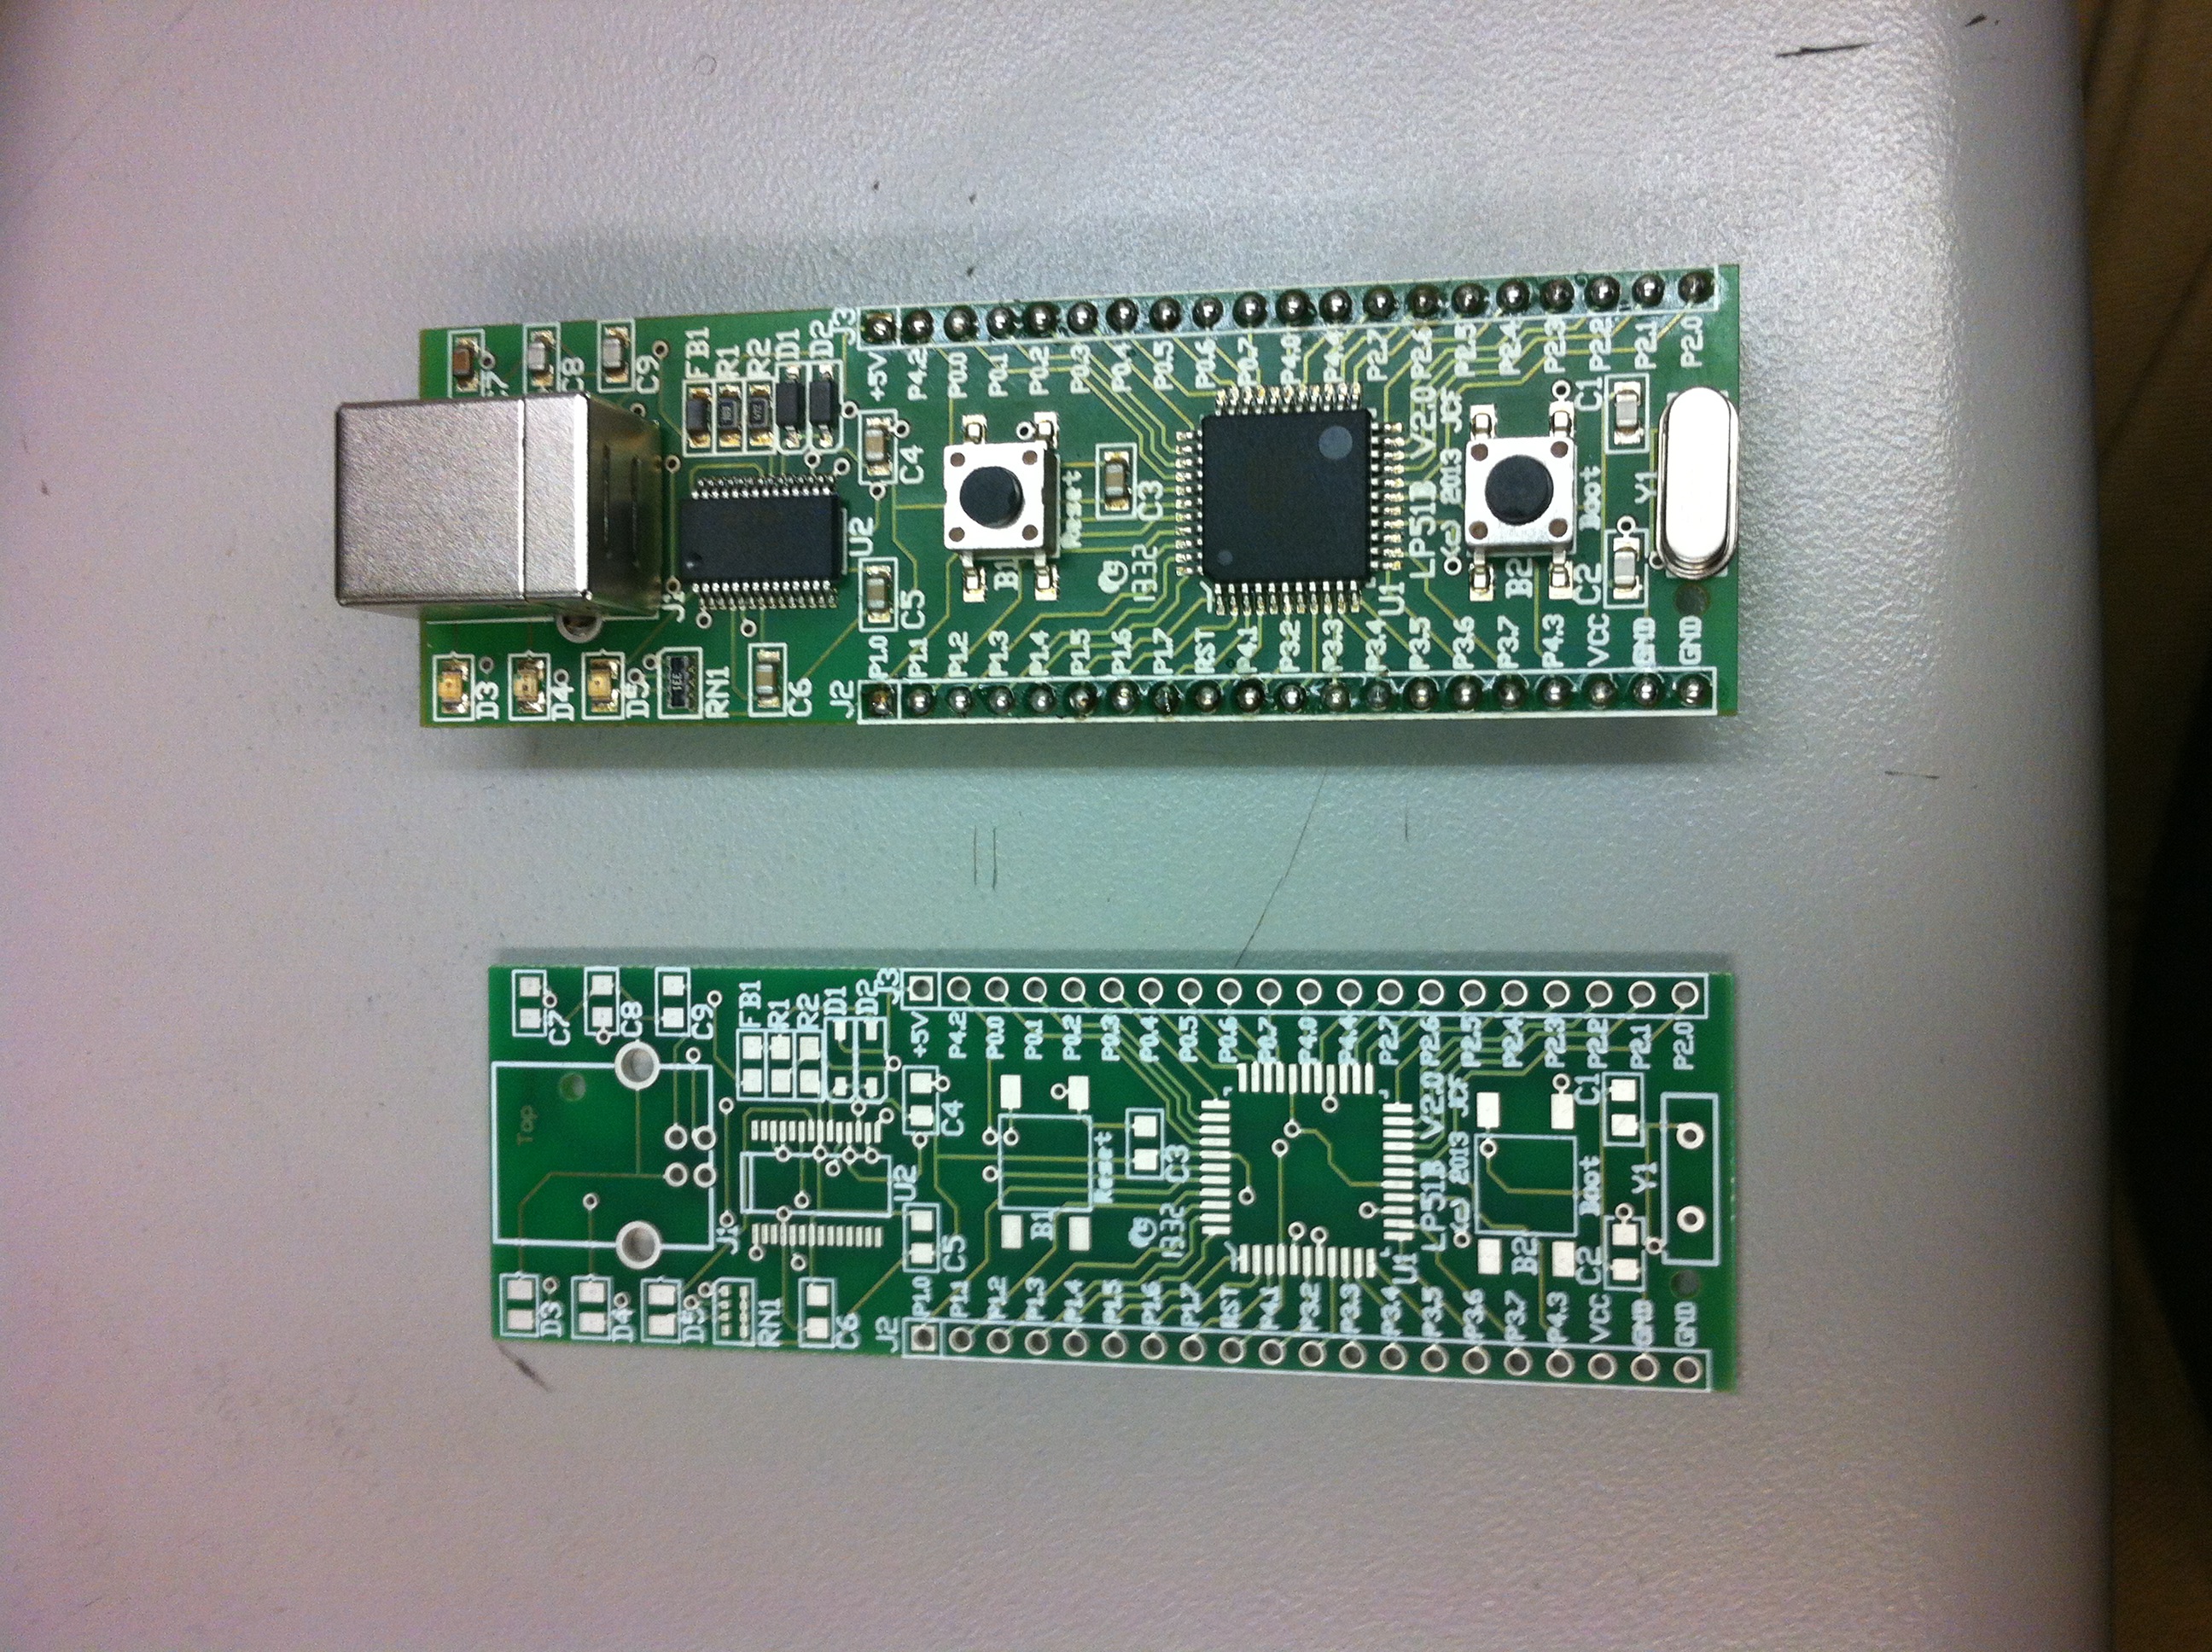 Top
D3
C7
D4
C8
D5
C9
J1
RN1
FB1
R1
R2
C6
D1
D2
J2
U2
J3
P1.0
C5
C4
+5V
P1.1
P4.2
P1.2
P0.0
P1.3
B1
P0.1
P1.4
P0.2
Reset
P1.5
P0.3
P1.6
13.32
C3
P0.4
P1.7
P0.5
RST
P0.6
P4.1
P0.7
P3.2
P4.0
P3.3
P4.4
P3.4
P2.7
U1
LP51B V2.0
P3.5
P2.6
(c) 2013 JCF
P3.6
P2.5
P3.7
B2
P2.4
P4.3
P2.3
C2
Boot
C1
VCC
P2.2
GND
Y1
P2.1
GND
P2.0
D3
C7
D4
C8
D5
C9
331
RN1
FB1
R1
R2
472
C6
D1
D2
J2
U2
J3
P1.0
C5
C4
+5V
P1.1
P4.2
P1.2
P0.0
P1.3
B1
P0.1
P1.4
P0.2
Reset
P1.5
P0.3
P1.6
13.32
C3
P0.4
P1.7
P0.5
RST
P0.6
P4.1
P0.7
P3.2
P4.0
P3.3
P4.4
P3.4
P2.7
U1
LP51B V2.0
P3.5
P2.6
(c) 2013 JCF
P3.6
P2.5
P3.7
B2
P2.4
P4.3
P2.3
C2
Boot
C1
VCC
P2.2
GND
Y1
P2.1
GND
P2.0